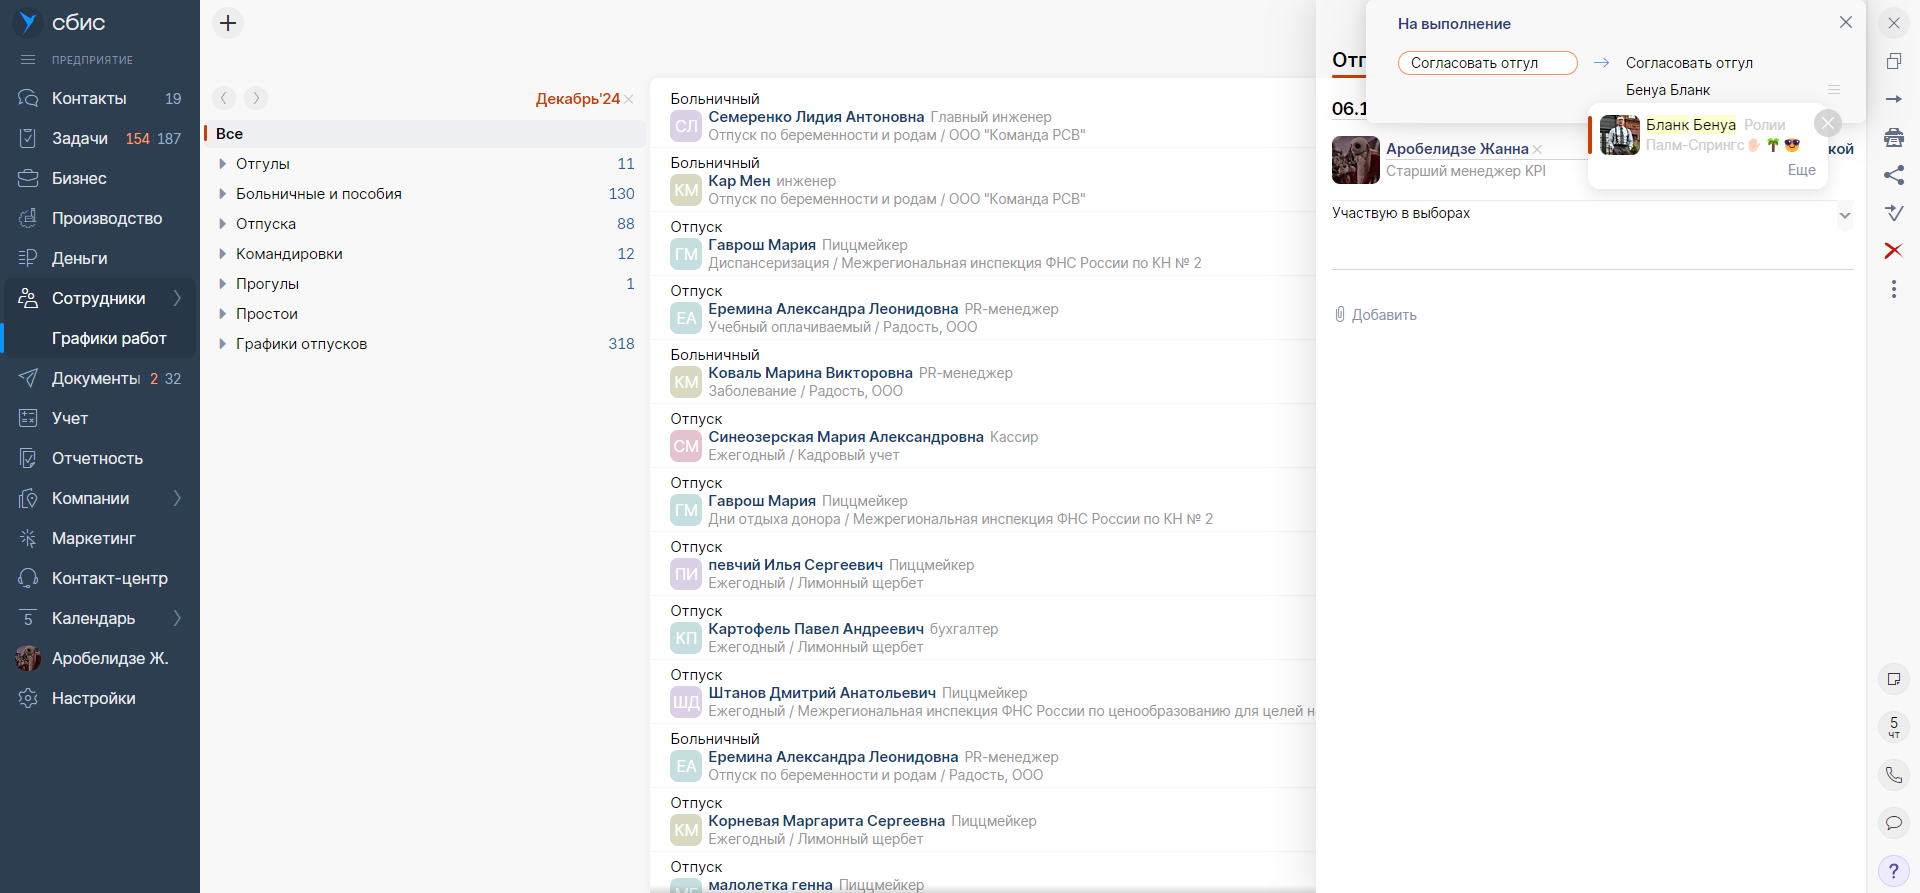 сбис
ПРЕДПРИЯТИЕ
Контакты 19
Задачи 154 187
Бизнес
Производство
Деньги
Сотрудники
Графики работ
Документы 2 32
Учет
Отчетность
Компании
Маркетинг
Контакт-центр
5 Календарь
Аробелидзе Ж.
Настройки
Декабрь'24
Все
Отгулы 11
Больничные и пособия 130
Отпуска 88
Командировки 12
Прогулы 1
Простои
Графики отпусков 318
Больничный
СЛ Семеренко Лидия Антоновна Главный инженер
Отпуск по беременности и родам / ООО "Команда РСВ"
Больничный
КМ Кар Мен инженер
Отпуск по беременности и родам / ООО "Команда РСВ"
Отпуск
ГМ Гаврош Мария Пиццмейкер
Диспансеризация / Межрегиональная инспекция ФНС России по КН № 2
Отпуск
ЕА Еремина Александра Леонидовна PR-менеджер
Учебный оплачиваемый / Радость, ООО
Больничный
КМ Коваль Марина Викторовна PR-менеджер
Заболевание / Радость, ООО
Отпуск
СМ Синеозерская Мария Александровна Кассир
Ежегодный / Кадровый учет
Отпуск
ГМ Гаврош Мария Пиццмейкер
Дни отдыха донора / Межрегиональная инспекция ФНС России по КН № 2
Отпуск
ПИ певчий Илья Сергеевич Пиццмейкер
Ежегодный / Лимонный щербет
Отпуск
КП Картофель Павел Андреевич бухгалтер
Ежегодный / Лимонный щербет
Отпуск
ШД Штанов Дмитрий Анатольевич Пиццмейкер
Ежегодный / Межрегиональная инспекция ФНС России по ценообразованию для целей н
Больничный
ЕА Еремина Александра Леонидовна PR-менеджер
Отпуск по беременности и родам / Радость, ООО
Отпуск
КМ Корневая Маргарита Сергеевна Пиццмейкер
Ежегодный / Лимонный щербет
Отпуск
малолетка генна Пиццмейкер
Отг
06.1
Аробелидзе Жанна
Старший менеджер KPI
кой
Участвую в выборах
Добавить
На выполнение
Согласовать отгул → Согласовать отгул
Бенуа Бланк
Бланк Бенуа Ролии
Палм-Спрингс
Еще
5
чт
?